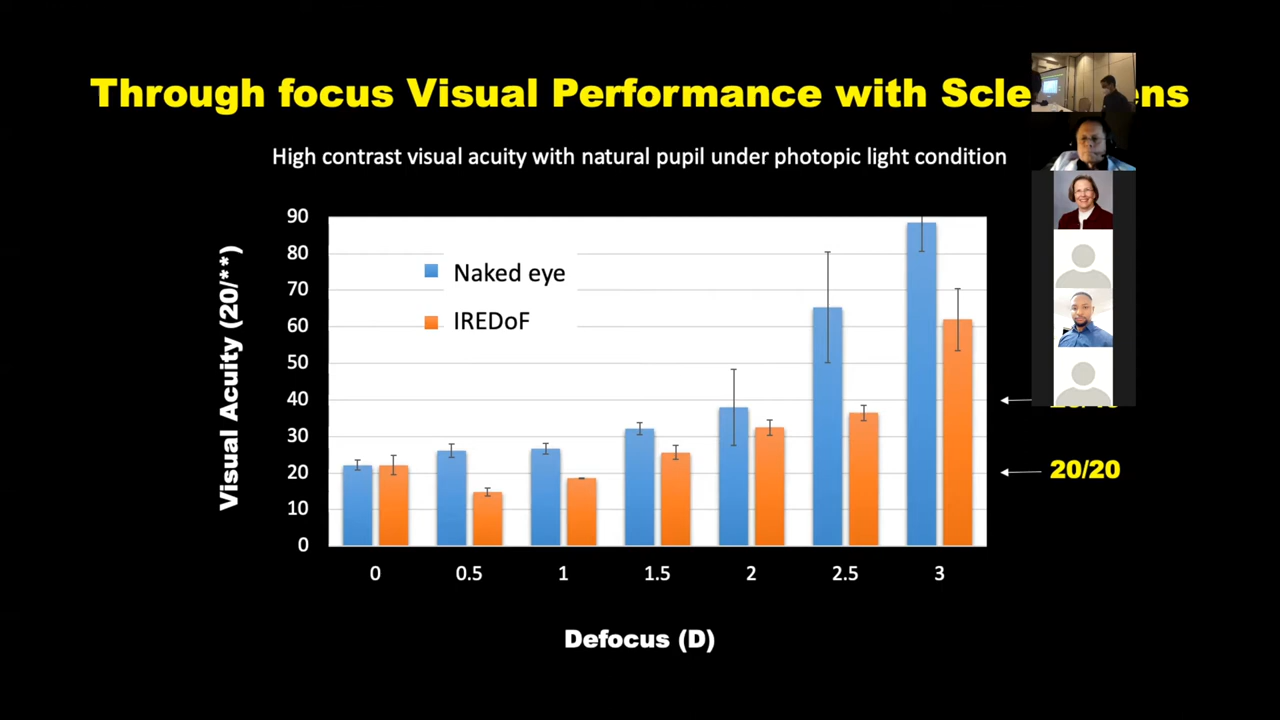 Through focus Visual Performance with Scle ens
High contrast visual acuity with natural pupil under photopic light condition
Visual Acuity (20/**)
90
80
70
60
50
40
30
20
10
0
Naked eye
IREDoF
20/20
0 0.5 1 1.5 2 2.5 3
Defocus (D)